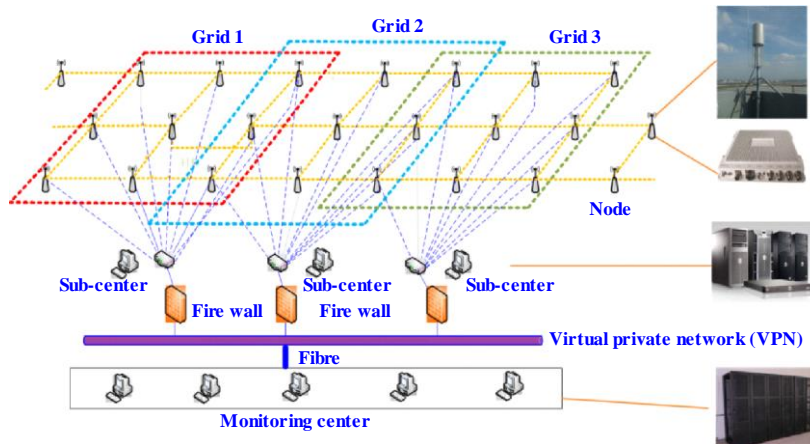 Grid 1
Grid 2
Grid 3
Node
Sub-center
Sub-center
Sub-center
Fire wall
Fire wall
Virtual private network (VPN)
Fibre
Monitoring center